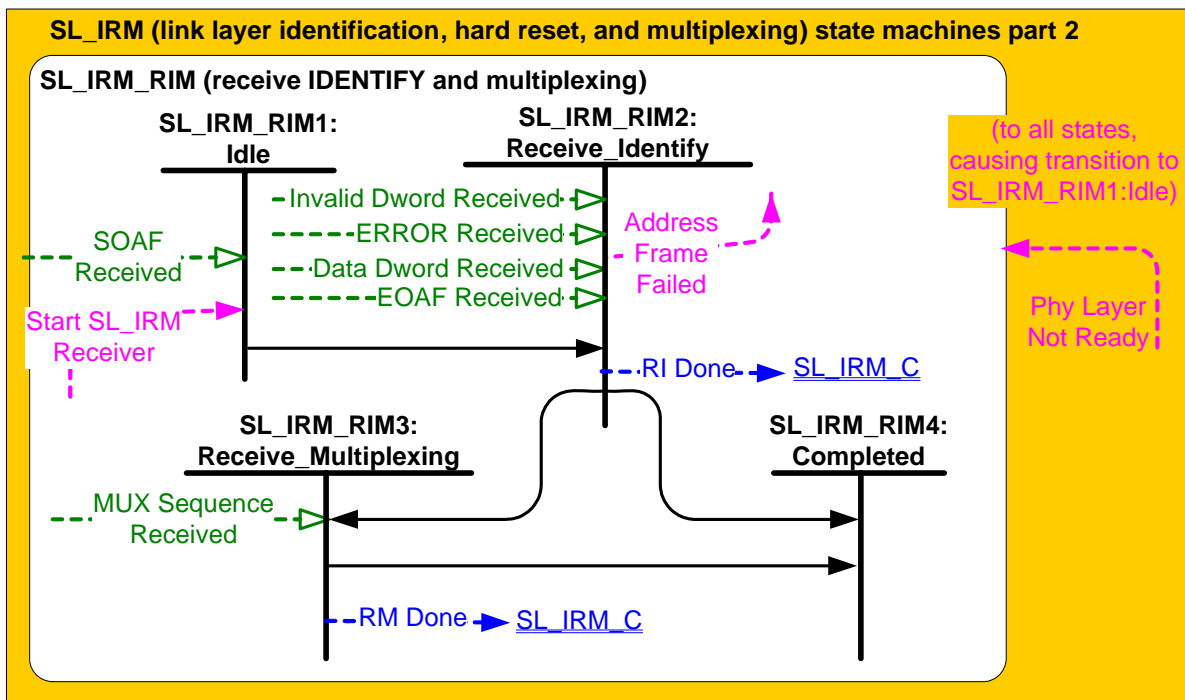 SL_IRM (link layer identification, hard reset, and multiplexing) state machines part 2
SL_IRM_RIM (receive IDENTIFY and multiplexing)
SL_IRM_RIM1:
Idle
SL_IRM_RIM2:
Receive_Identify
(to all states,
causing transition to
SL_IRM_RIM1:Idle)
Invalid Dword Received
ERROR Received
Data Dword Received
EOAF Received
Address
Frame
Failed
SOAF
Received
Start SL_IRM
Receiver
Phy Layer
Not Ready
RI Done
SL_IRM_C
SL_IRM_RIM3:
Receive_Multiplexing
SL_IRM_RIM4:
Completed
MUX Sequence
Received
RM Done
SL_IRM_C